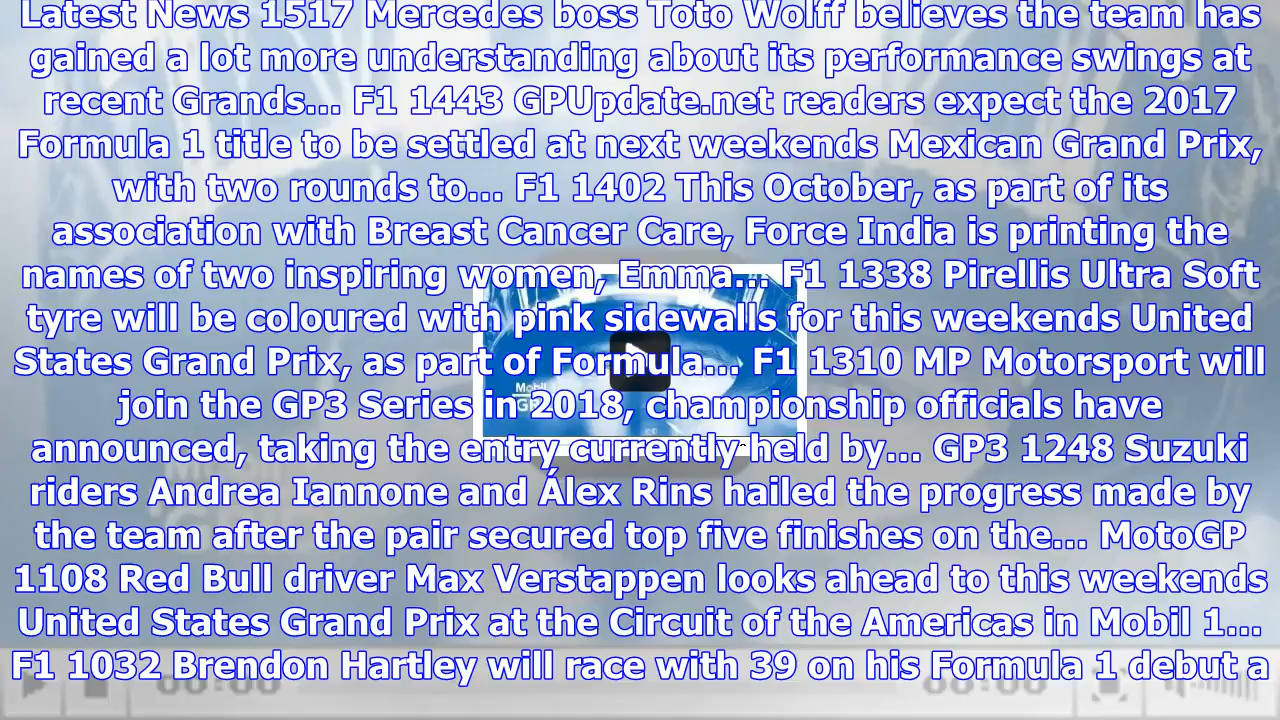 Latest News 1517 Mercedes boss Toto Wolff believes the team has
gained a lot more understanding about its performance swings at
recent Grands... F1 1443 GPUpdate.net readers expect the 2017
Formula 1 title to be settled at next weekends Mexican Grand Prix,
with two rounds to... F1 1402 This October, as part of its
association with Breast Cancer Care, Force India is printing the
names of two inspiring women, Emma... F1 1338 Pirellis Ultra Soft
tyre will be coloured with pink sidewalls for this weekends United
States Grand Prix, as part of Formula... F1 1310 MP Motorsport will
join the GP3 Series in 2018, championship officials have
announced, taking the entry currently held by... GP3 1248 Suzuki
riders Andrea Iannone and Álex Rins hailed the progress made by
the team after the pair secured top five finishes on the... MotoGP
1108 Red Bull driver Max Verstappen looks ahead to this weekends
United States Grand Prix at the Circuit of the Americas in Mobil 1...
F1 1032 Brendon Hartley will race with 39 on his Formula 1 debut a
00:00 00:00